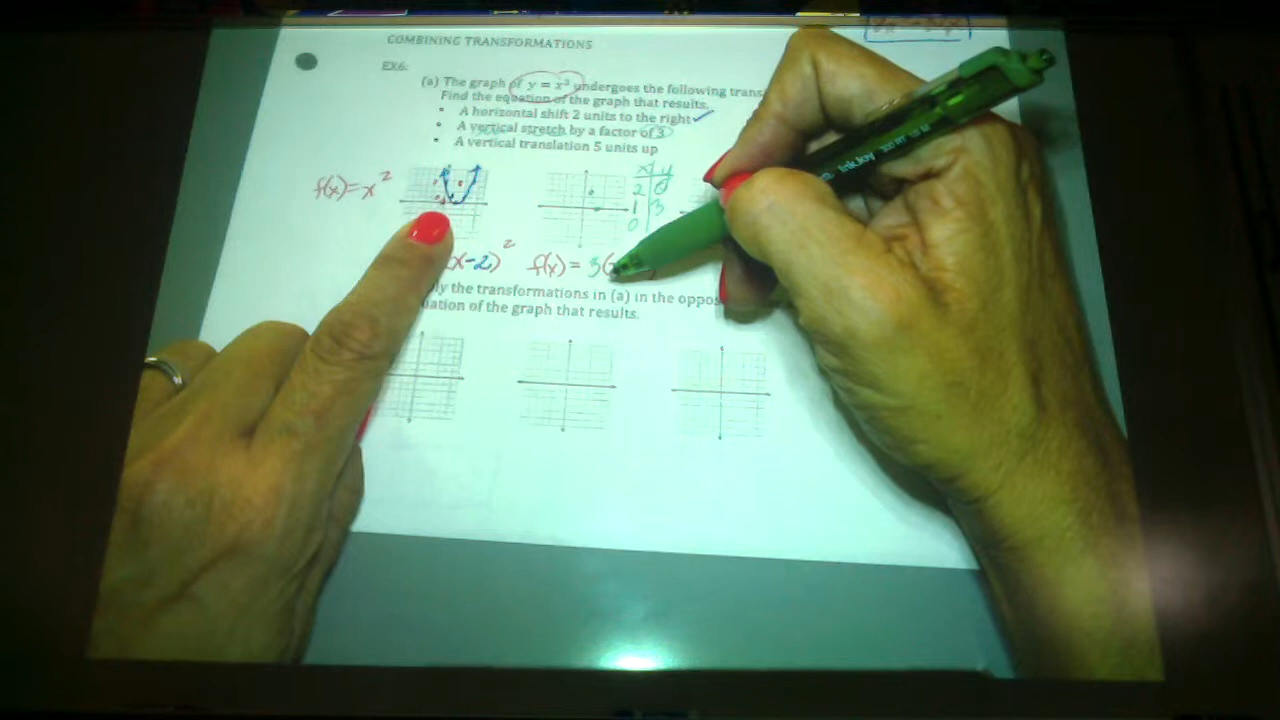 COMBINING TRANSFORMATIONS
EX6:
(a) The graph of y = x² undergoes the following trans
Find the equation of the graph that results.
• A horizontal shift 2 units to the right ✓
• A vertical stretch by a factor of 3
• A vertical translation 5 units up
f(x)=x²
x y
2 0
1 3
0
(x-2)² f(x) = 3(
ly the transformations in (a) in the oppos
uation of the graph that results.
InkJoy